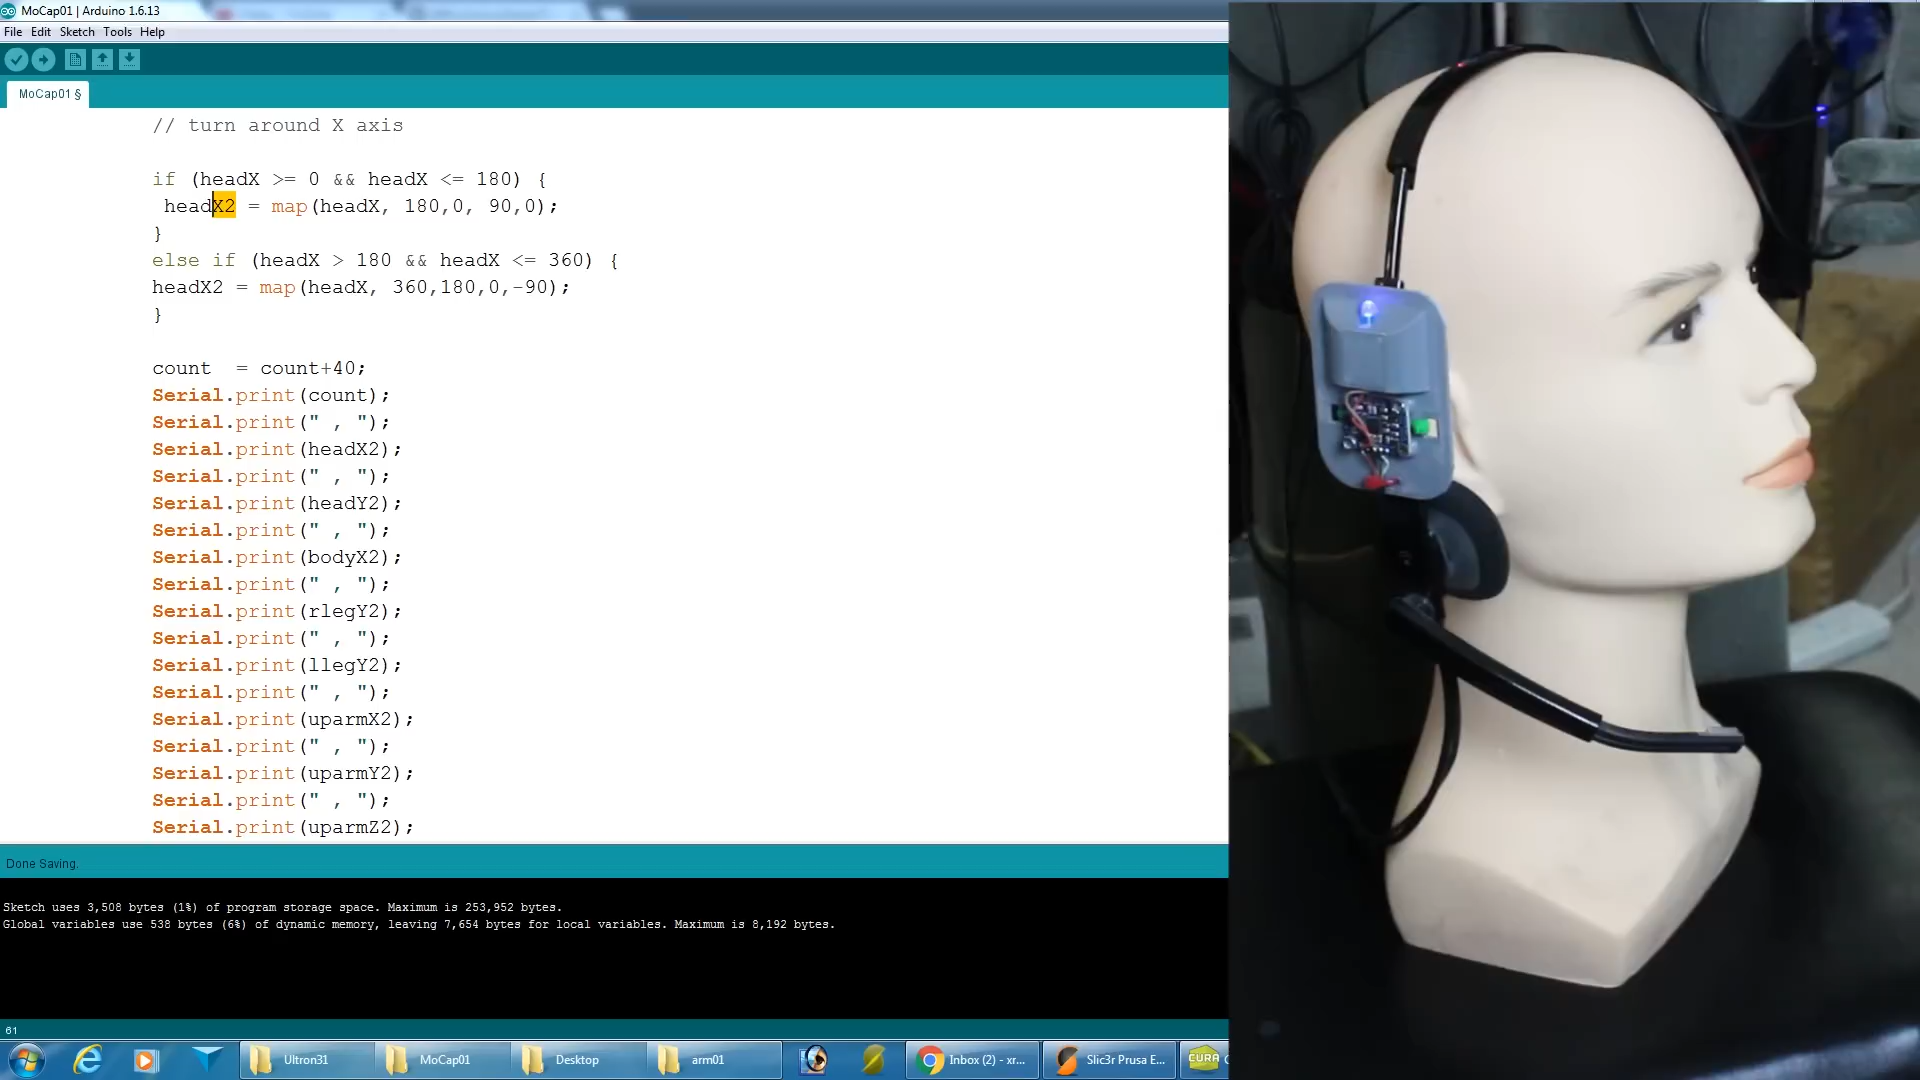 MoCap01 | Arduino 1.6.13
File Edit Sketch Tools Help
MoCap01 §
// turn around X axis
if (headX >= 0 && headX <= 180) {
headX2 = map(headX, 180,0, 90,0);
}
else if (headX > 180 && headX <= 360) {
headX2 = map(headX, 360,180,0,-90);
}
count  = count+40;
Serial.print(count);
Serial.print(" , ");
Serial.print(headX2);
Serial.print(" , ");
Serial.print(headY2);
Serial.print(" , ");
Serial.print(bodyX2);
Serial.print(" , ");
Serial.print(rlegY2);
Serial.print(" , ");
Serial.print(llegY2);
Serial.print(" , ");
Serial.print(uparmX2);
Serial.print(" , ");
Serial.print(uparmY2);
Serial.print(" , ");
Serial.print(uparmZ2);
Done Saving.
Sketch uses 3,508 bytes (1%) of program storage space. Maximum is 253,952 bytes.
Global variables use 538 bytes (6%) of dynamic memory, leaving 7,654 bytes for local variables. Maximum is 8,192 bytes.
61
Ultron31 MoCap01 Desktop arm01 Inbox (2) - xr... Slic3r Prusa E... CURA C